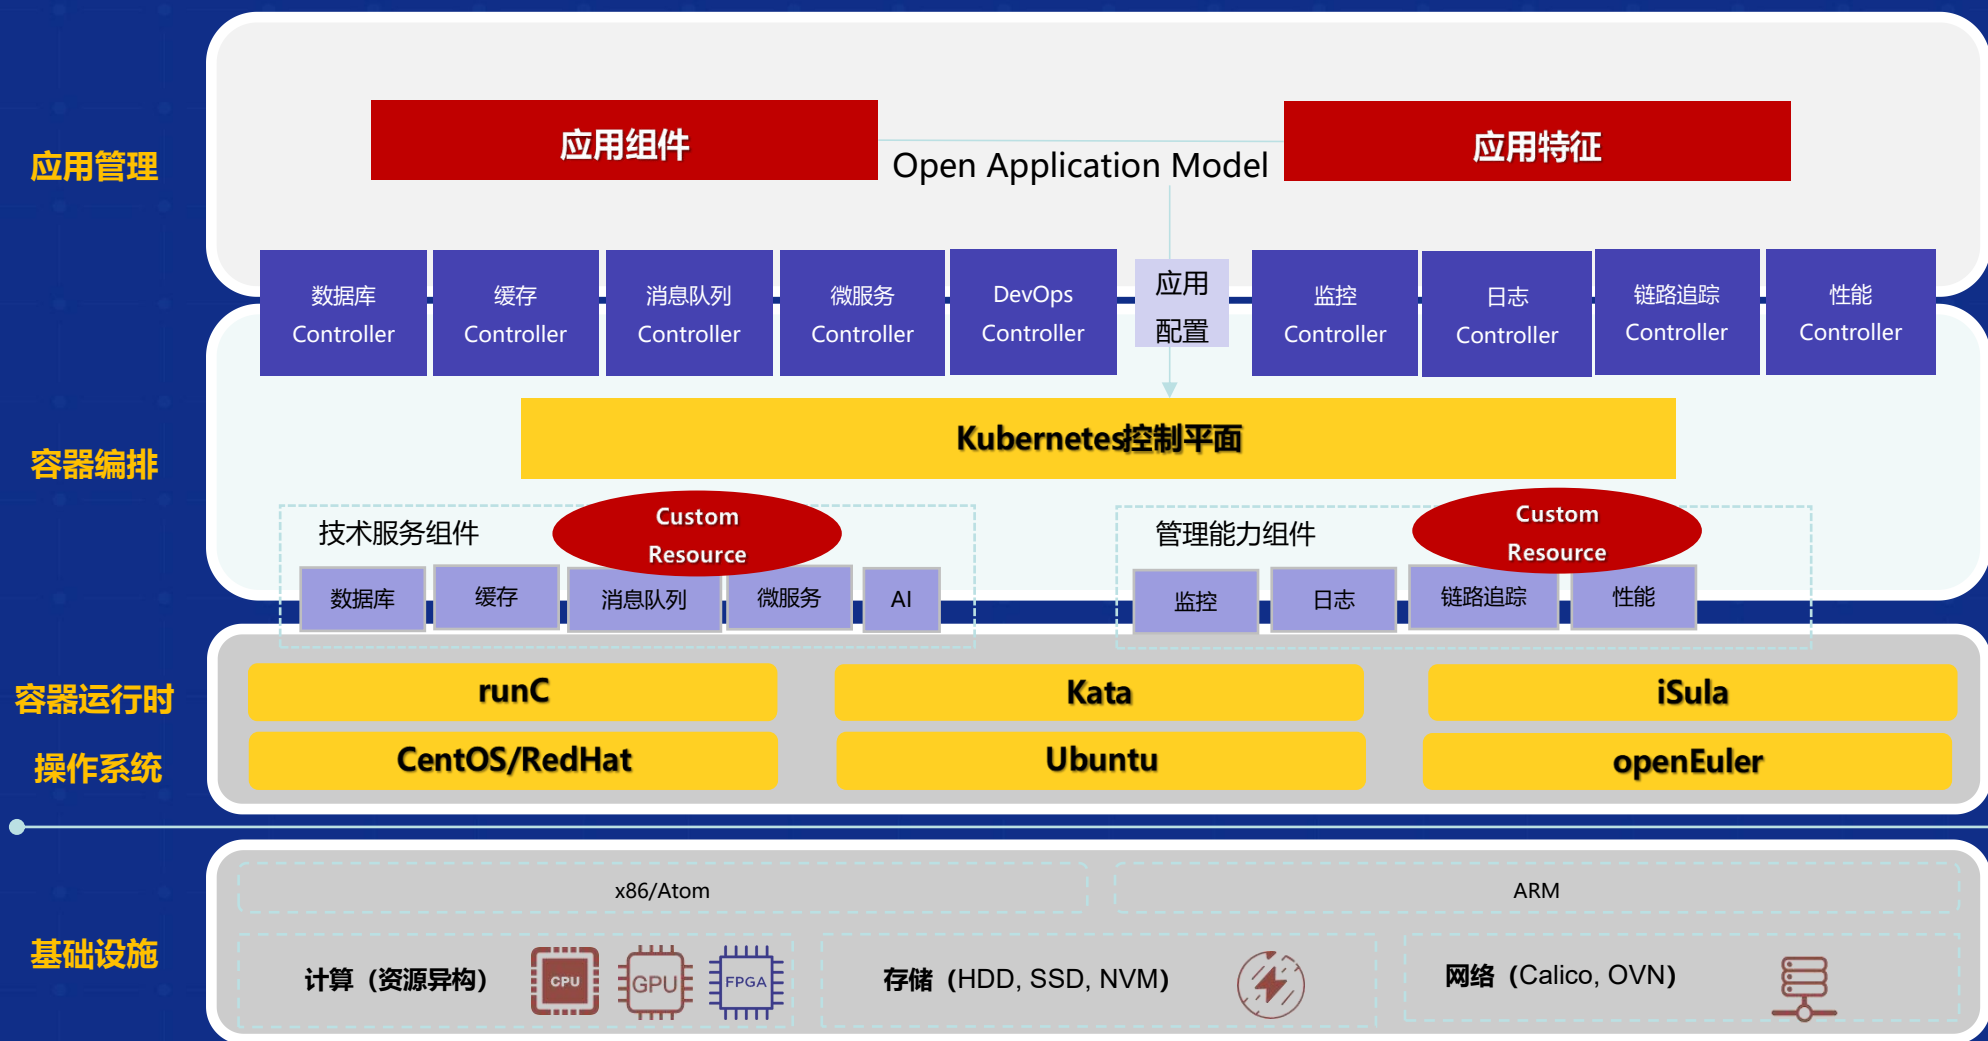 应用管理
应用组件
应用特征
Open Application Model
数据库
Controller
缓存
Controller
消息队列
Controller
微服务
Controller
DevOps
Controller
应用
配置
监控
Controller
日志
Controller
链路追踪
Controller
性能
Controller
容器编排
Kubernetes控制平面
技术服务组件
Custom
Resource
数据库
缓存
消息队列
微服务
AI
管理能力组件
Custom
Resource
监控
日志
链路追踪
性能
容器运行时
runC
Kata
iSula
操作系统
CentOS/RedHat
Ubuntu
openEuler
基础设施
x86/Atom
ARM
计算（资源异构）
CPU
GPU
FPGA
存储（HDD, SSD, NVM）
网络（Calico, OVN）